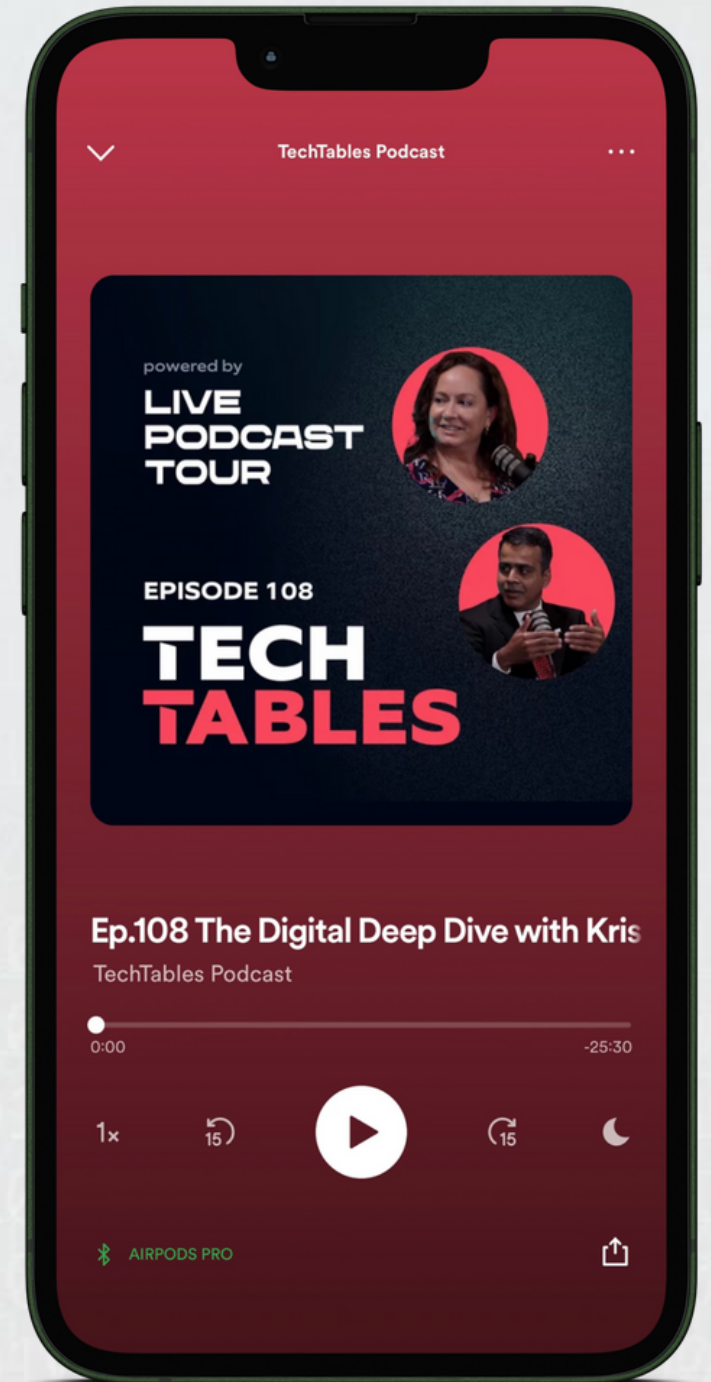 TechTables Podcast
powered by
LIVE
PODCAST
TOUR
EPISODE 108
TECH
TABLES
Ep.108 The Digital Deep Dive with Kris
TechTables Podcast
0:00 -25:30
1x 15 15
AIRPODS PRO